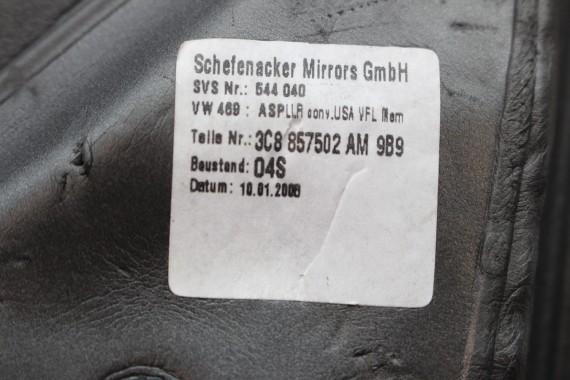 Schefenacker Mirrors GmbH
SVS Nr.: 544 040
VW 469 : ASPLLR conv.USA VFL Mem
Teile Nr.: 3C8 857502 AM 9B9
Baustand: 04S
Datum: 10.01.2008